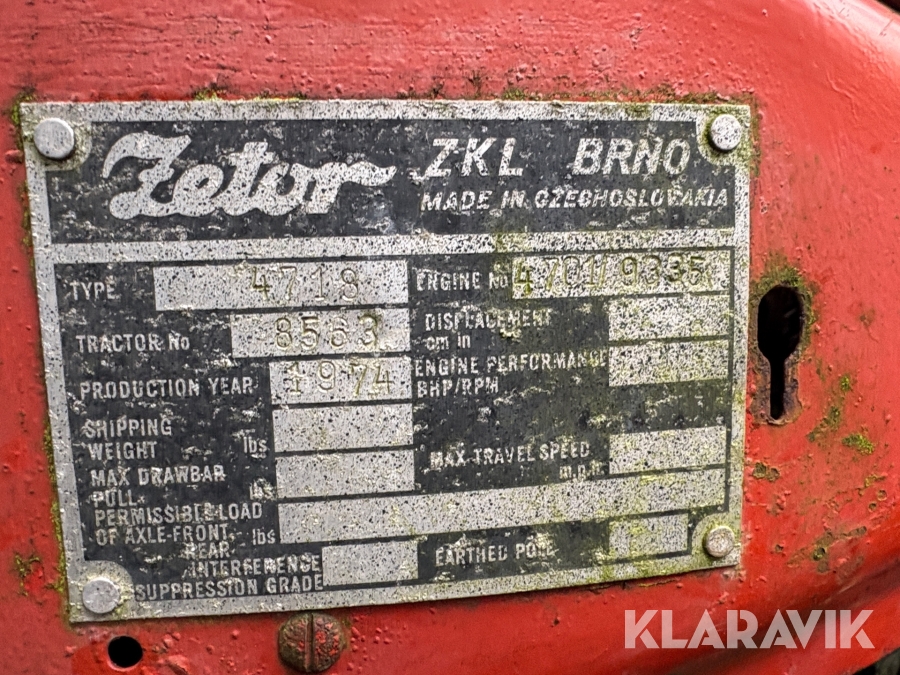 Zetor ZKL BRNO
MADE IN CZECHOSLOVAKIA
TYPE 4718
ENGINE No 4701/9335
TRACTOR No 8563
DISPLACEMENT
cm in
PRODUCTION YEAR 1974
ENGINE PERFORMANCE
BHP/RPM
SHIPPING
WEIGHT lbs
MAX DRAWBAR
PULL lbs
MAX-TRAVEL SPEED
m.p.h
PERMISSIBLE LOAD
OF AXLE-FRONT lbs
REAR
INTERFERENCE
SUPPRESSION GRADE
EARTHED POLE
KLARAVIK